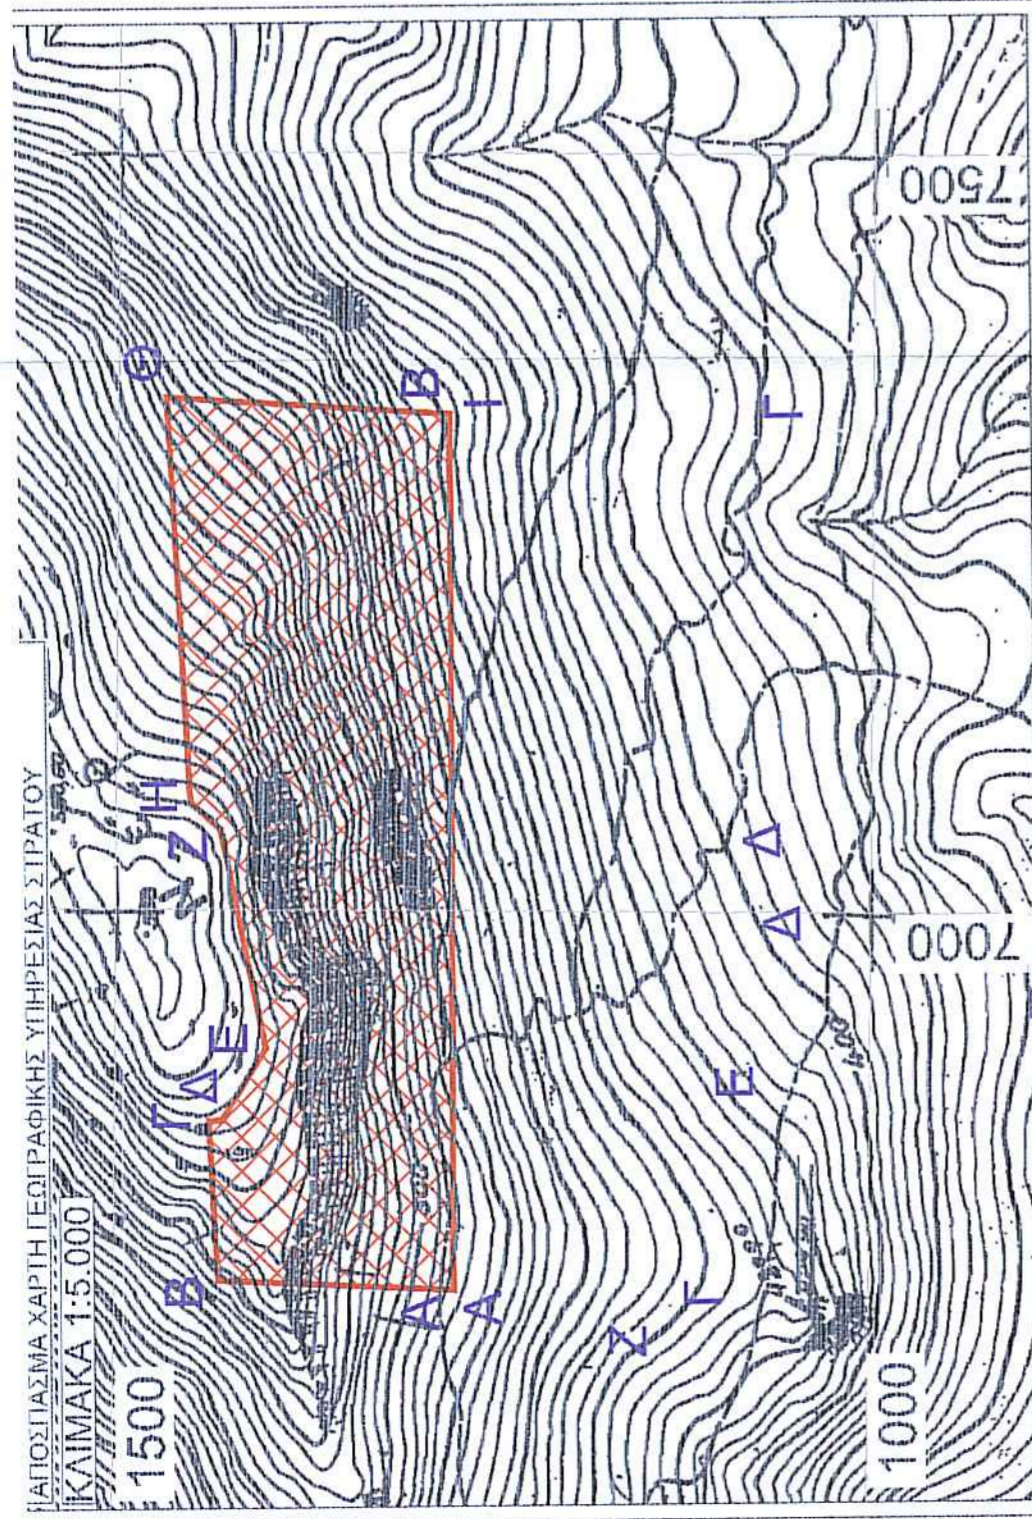 ΑΠΟΣΠΑΣΜΑ ΧΑΡΤΗ ΓΕΩΓΡΑΦΙΚΗΣ ΥΠΗΡΕΣΙΑΣ ΣΤΡΑΤΟΥ
ΚΛΙΜΑΚΑ 1:5.000
1500
Β
Γ
Δ
Ε
Ζ
Η
Θ
Α
Α
Β
Ι
Ζ
Γ
Ε
Δ
Δ
Γ
400
1000
7000
7500